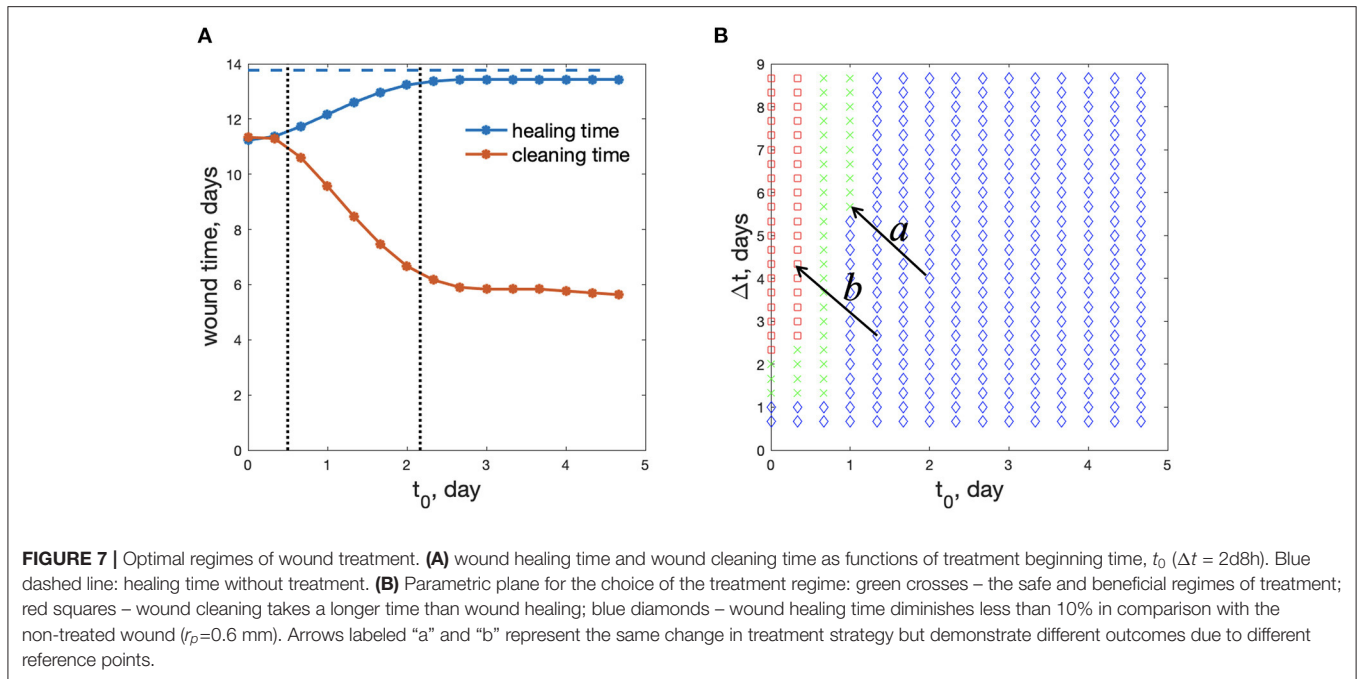 A
B
14
12
10
8
6
4
2
0
wound time, days
healing time
cleaning time
0 1 2 3 4 5
t0, day
9
8
7
6
5
4
3
2
1
0
Δt, days
a
b
0 1 2 3 4 5
t0, day
FIGURE 7 | Optimal regimes of wound treatment. (A) wound healing time and wound cleaning time as functions of treatment beginning time, t0 (Δt = 2d8h). Blue
dashed line: healing time without treatment. (B) Parametric plane for the choice of the treatment regime: green crosses – the safe and beneficial regimes of treatment;
red squares – wound cleaning takes a longer time than wound healing; blue diamonds – wound healing time diminishes less than 10% in comparison with the
non-treated wound (rp=0.6 mm). Arrows labeled “a” and “b” represent the same change in treatment strategy but demonstrate different outcomes due to different
reference points.